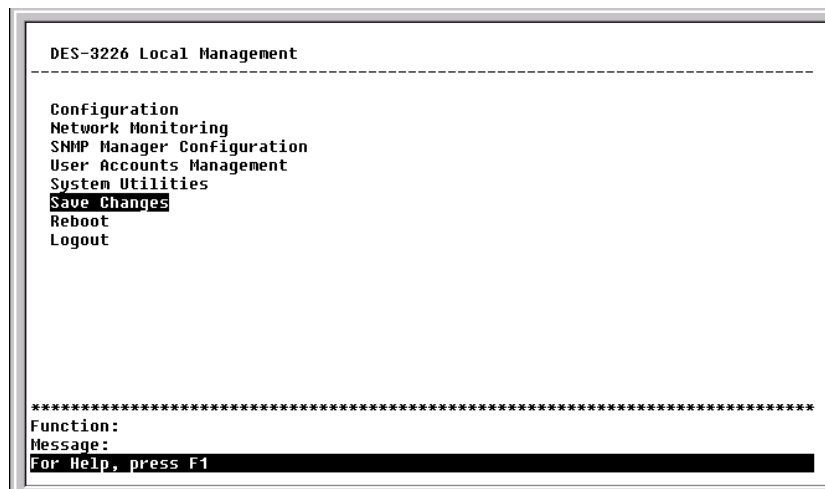 DES-3226 Local Management
--------------------------------------------------------------------------------
Configuration
Network Monitoring
SNMP Manager Configuration
User Accounts Management
System Utilities
Save Changes
Reboot
Logout
********************************************************************************
Function:
Message:
For Help, press F1